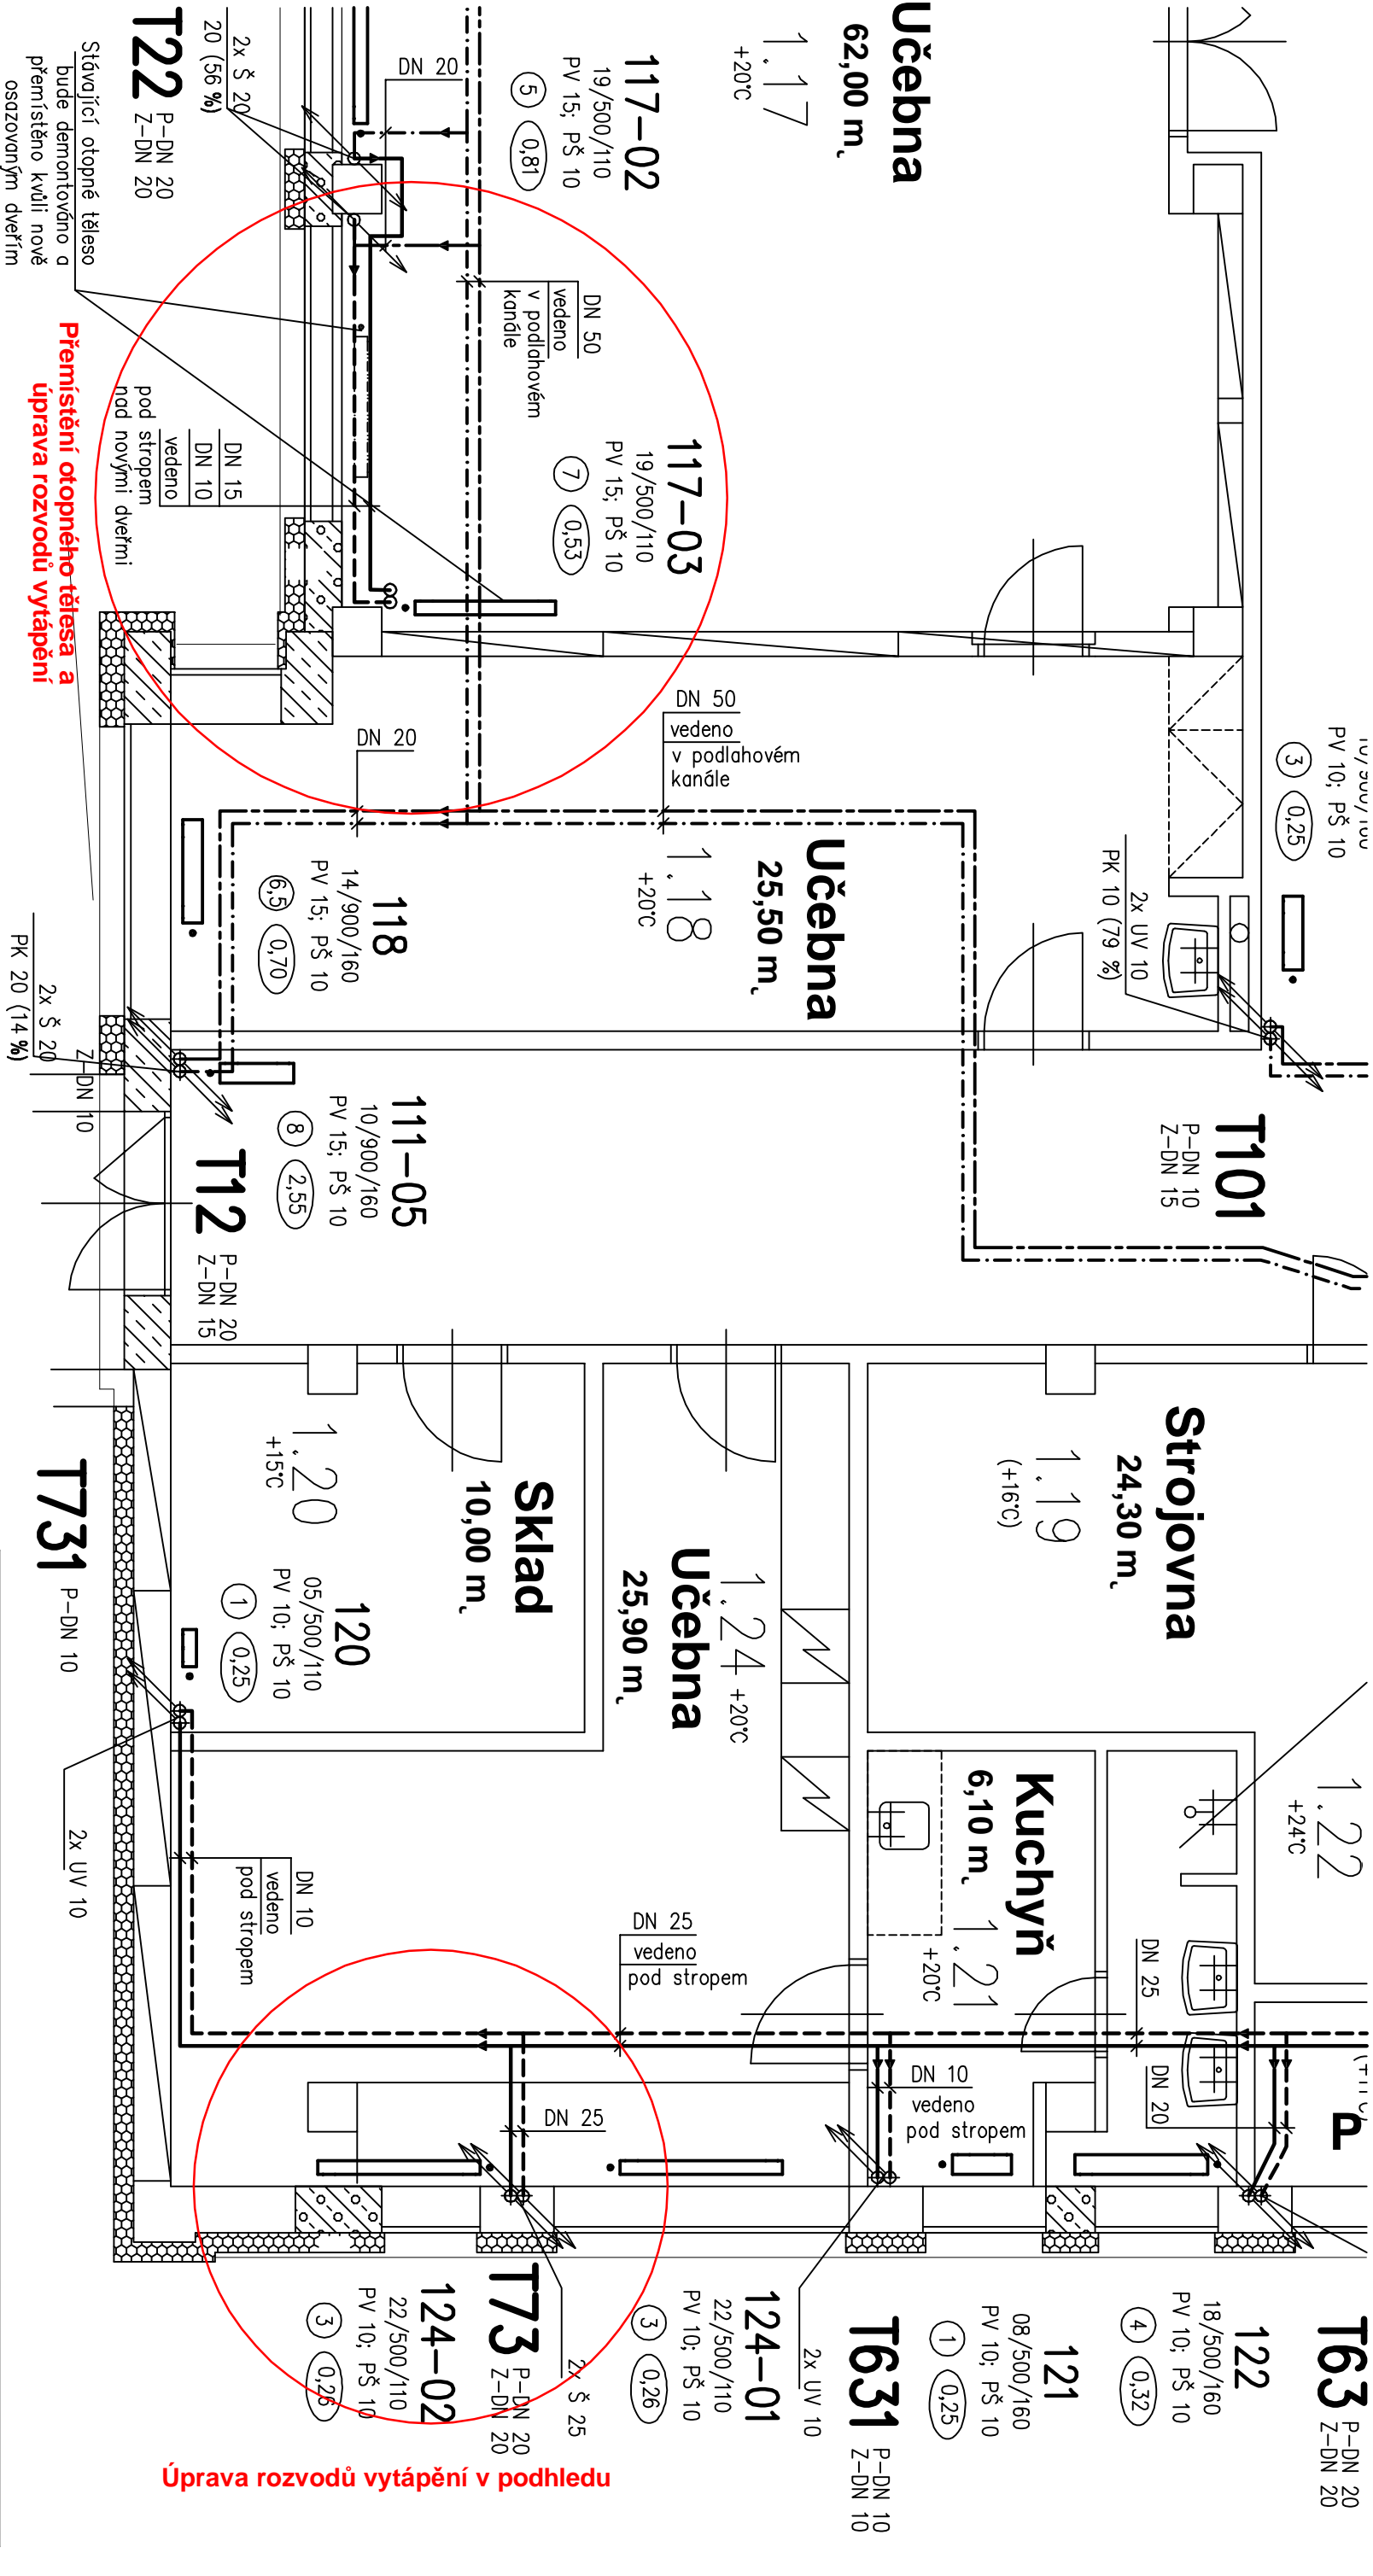 Učebna
62,00 m
1.17
+20°C
117-02
19/500/110
PV 15; PŠ 10
5 0,81
DN 20
2x Š 20
20 (56 %)
T22
P-DN 20
Z-DN 20
Stávající otopné těleso
bude demontováno a
přemístěno kvůli nově
osazovaným dveřím
Přemístění otopného tělesa a
úprava rozvodů vytápění
DN 50
vedeno
v podlahovém
kanále
117-03
19/500/110
PV 15; PŠ 10
7 0,53
DN 15
DN 10
vedeno
pod stropem
nad novými dveřmi
DN 50
vedeno
v podlahovém
kanále
DN 20
PV 10; PŠ 10
3 0,25
2x UV 10
PK 10 (79 %)
Učebna
25,50 m
1.18
+20°C
118
14/900/160
PV 15; PŠ 10
6,5 0,70
2x Š 20
PK 20 (14 %)
Z-DN 10
T101
P-DN 10
Z-DN 15
111-05
10/900/160
PV 15; PŠ 10
8 2,55
T12
P-DN 20
Z-DN 15
Strojovna
24,30 m
1.19
(+16°C)
Sklad
10,00 m
1.20
+15°C
120
05/500/110
PV 10; PŠ 10
1 0,25
T731
P-DN 10
2x UV 10
Učebna
25,90 m
1.24
+20°C
Kuchyň
6,10 m
1.21
+20°C
1.22
+24°C
DN 10
vedeno
pod stropem
DN 25
vedeno
pod stropem
DN 25
DN 20
DN 10
vedeno
pod stropem
DN 25
P
T63
P-DN 20
Z-DN 20
122
18/500/160
PV 10; PŠ 10
4 0,32
121
08/500/160
PV 10; PŠ 10
1 0,25
T631
P-DN 10
Z-DN 10
2x UV 10
124-01
22/500/110
PV 10; PŠ 10
3 0,26
2x Š 25
T73
P-DN 20
Z-DN 20
124-02
22/500/110
PV 10; PŠ 10
3 0,26
Úprava rozvodů vytápění v podhledu